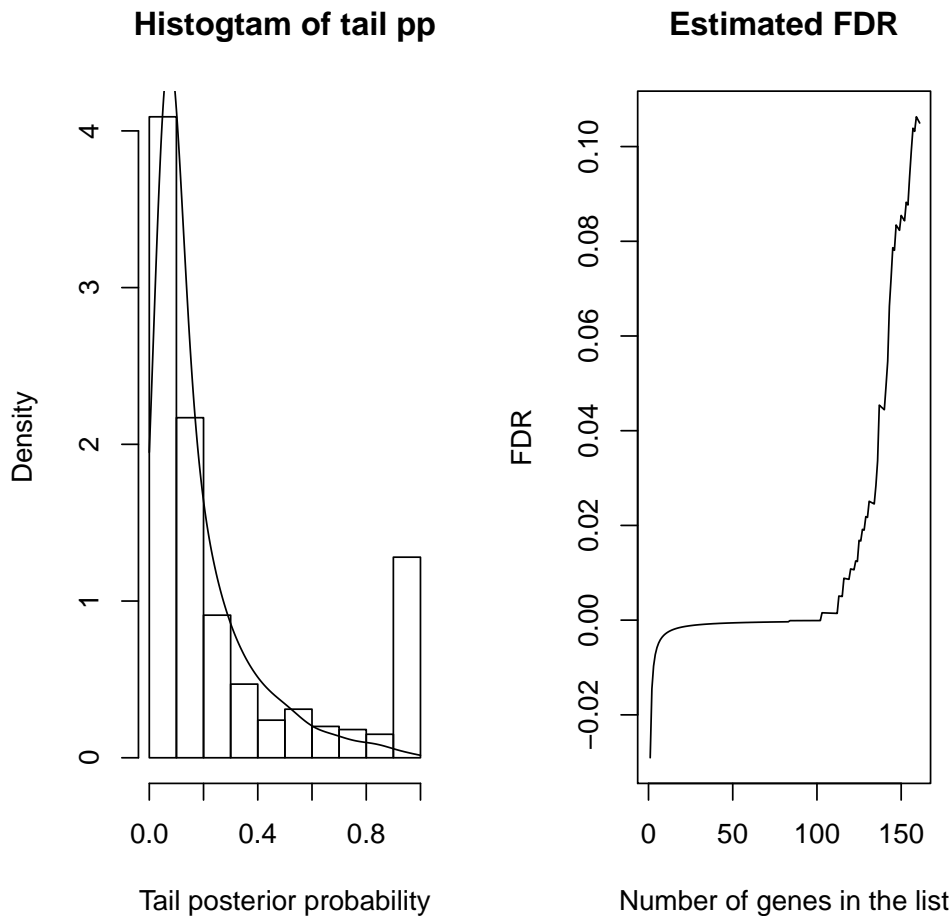 Histogtam of tail pp
Density
4
3
2
1
0
0.0 0.4 0.8
Tail posterior probability
Estimated FDR
FDR
0.10
0.08
0.06
0.04
0.02
0.00
−0.02
0 50 100 150
Number of genes in the list